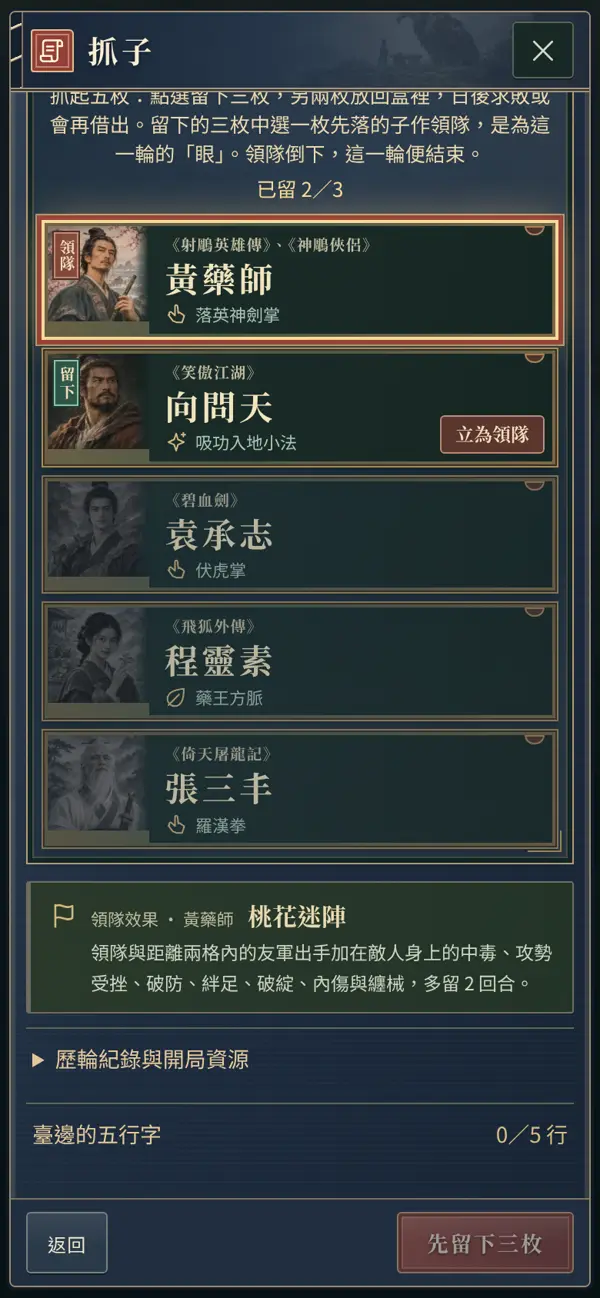 抓子
抓起五枚：點選留下三枚，另兩枚放回盒裡，日後求敗或
會再借出。留下的三枚中選一枚先落的子作領隊，是為這
一輪的「眼」。領隊倒下，這一輪便結束。
已留 2／3
領隊
《射鵰英雄傳》、《神鵰俠侶》
黃藥師
落英神劍掌
留下
《笑傲江湖》
向問天
吸功入地小法
立為領隊
《碧血劍》
袁承志
伏虎掌
《飛狐外傳》
程靈素
藥王方脈
《倚天屠龍記》
張三丰
羅漢拳
領隊效果・黃藥師 桃花迷陣
領隊與距離兩格內的友軍出手加在敵人身上的中毒、攻勢
受挫、破防、絆足、破綻、內傷與纏械，多留 2 回合。
歷輪紀錄與開局資源
臺邊的五行字
0／5 行
返回
先留下三枚